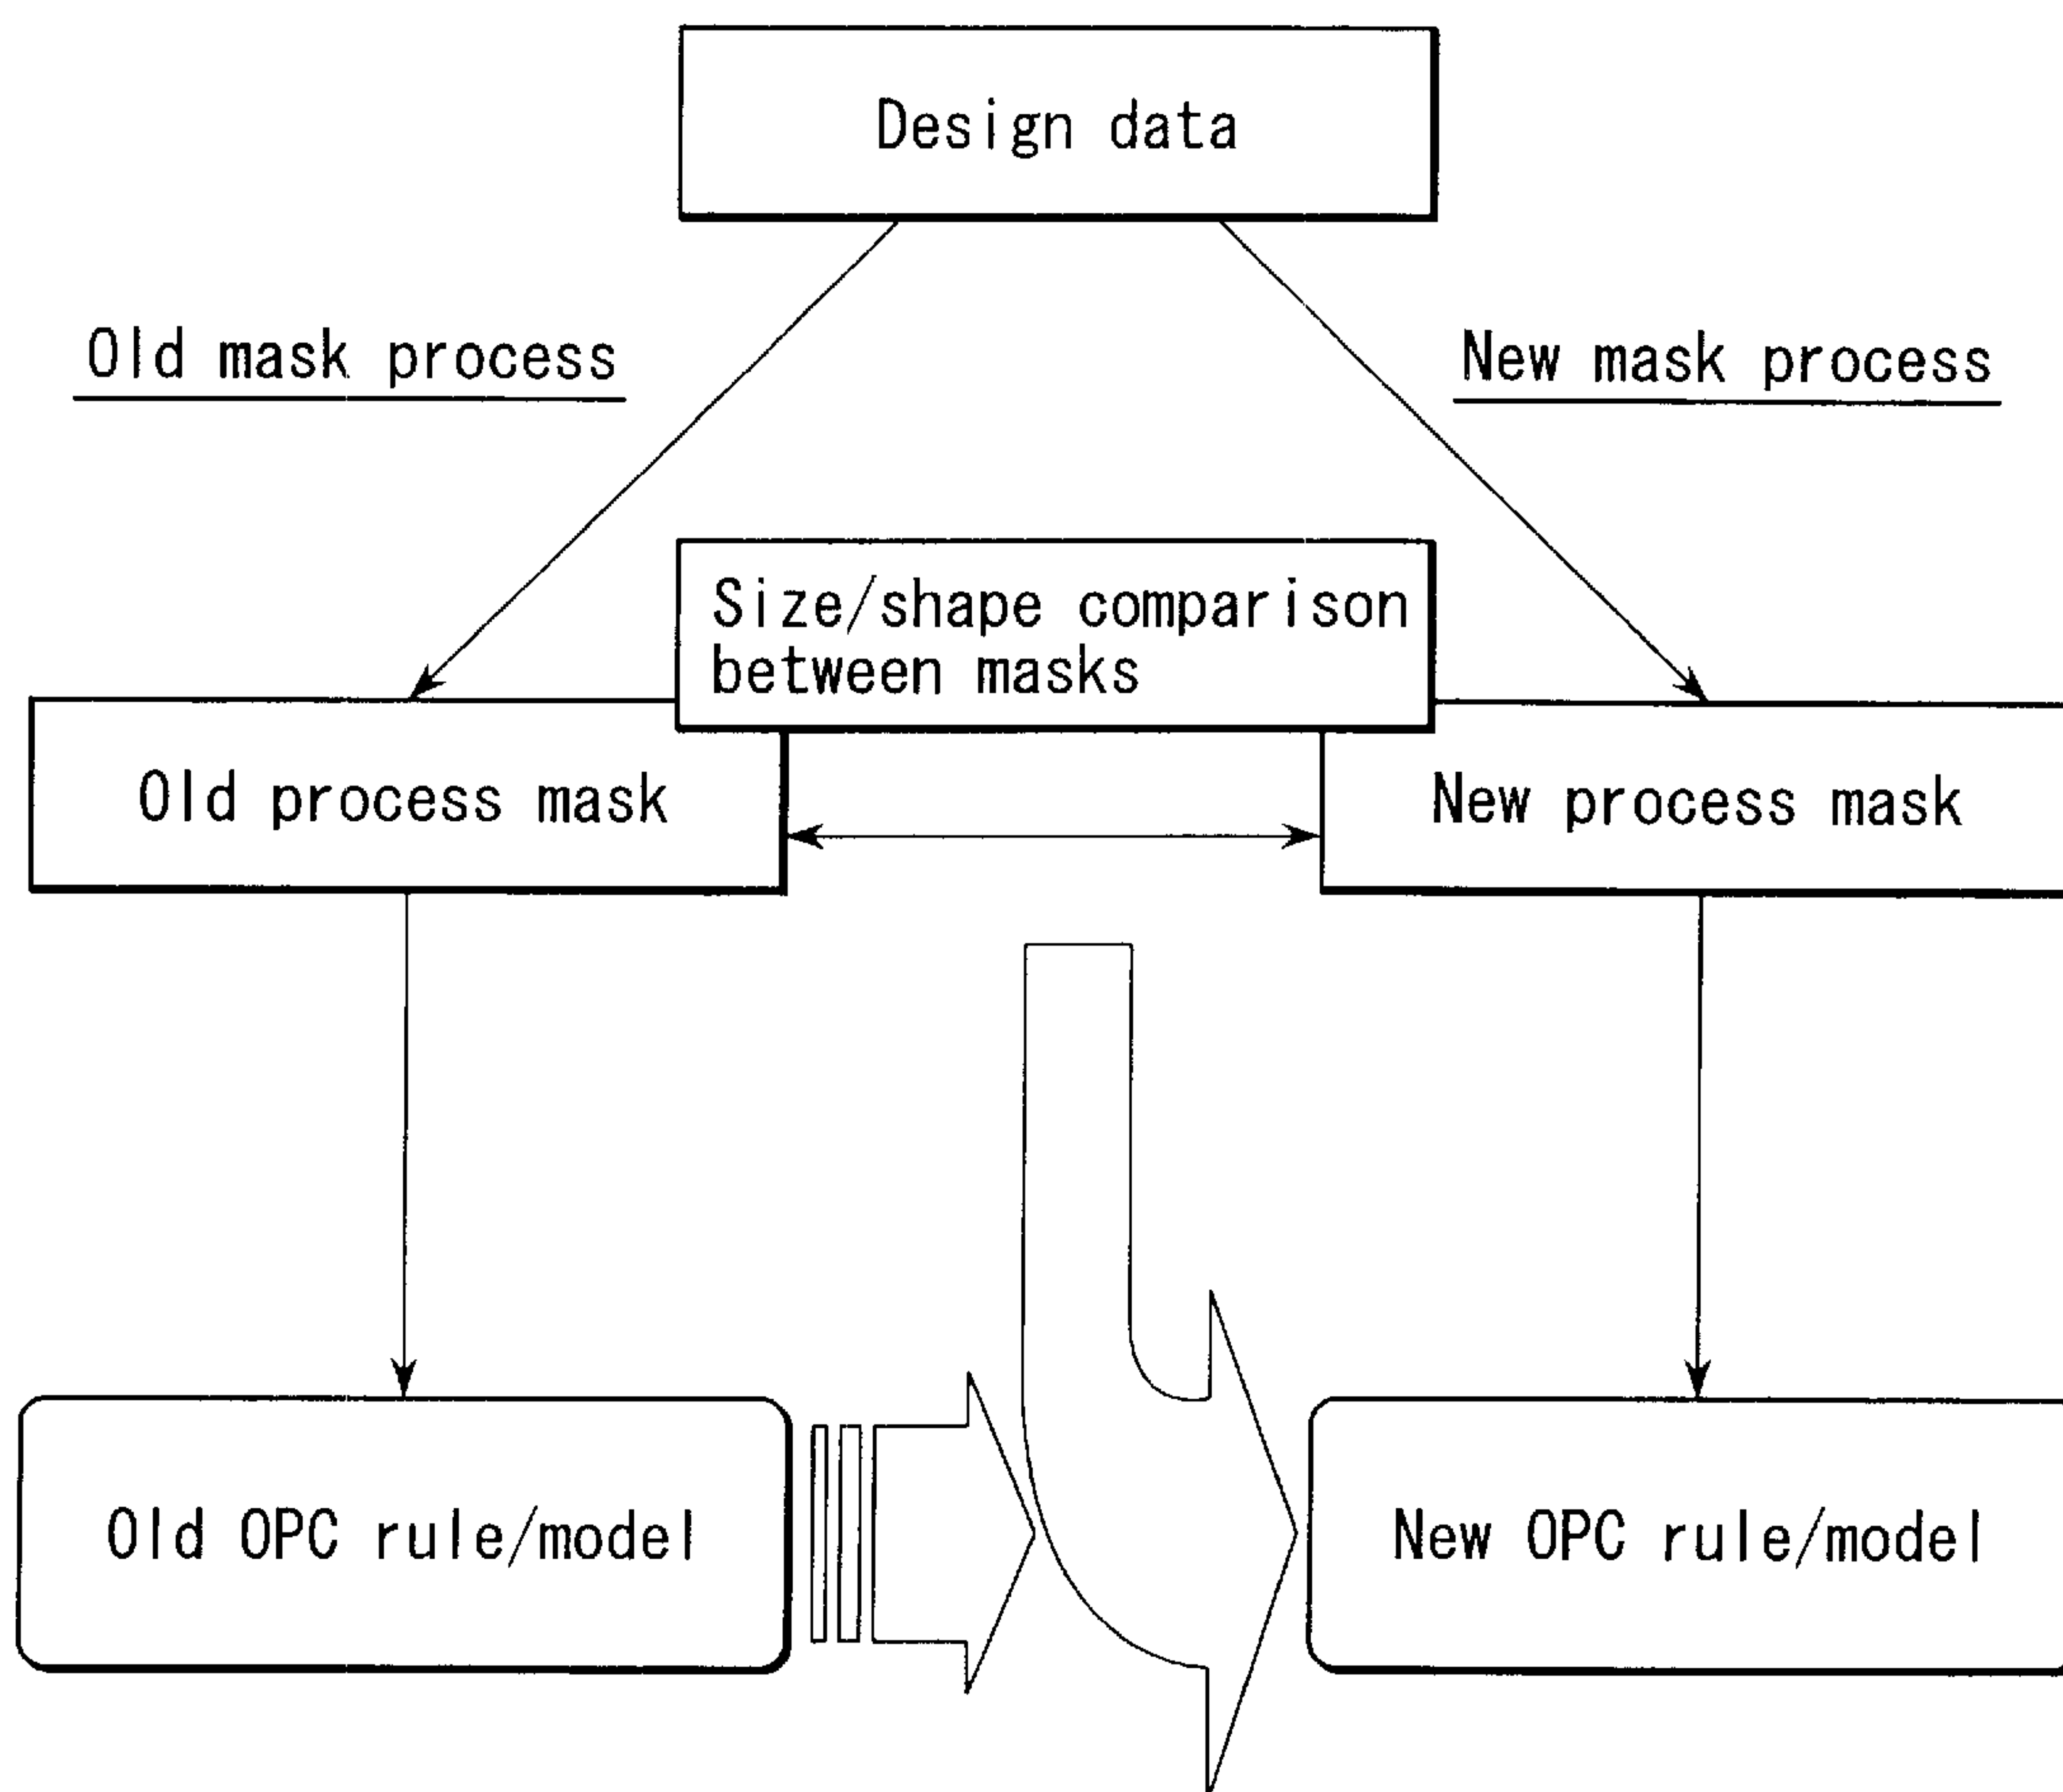 Design data
Old mask process
New mask process
Size/shape comparison
between masks
Old process mask
New process mask
Old OPC rule/model
New OPC rule/model